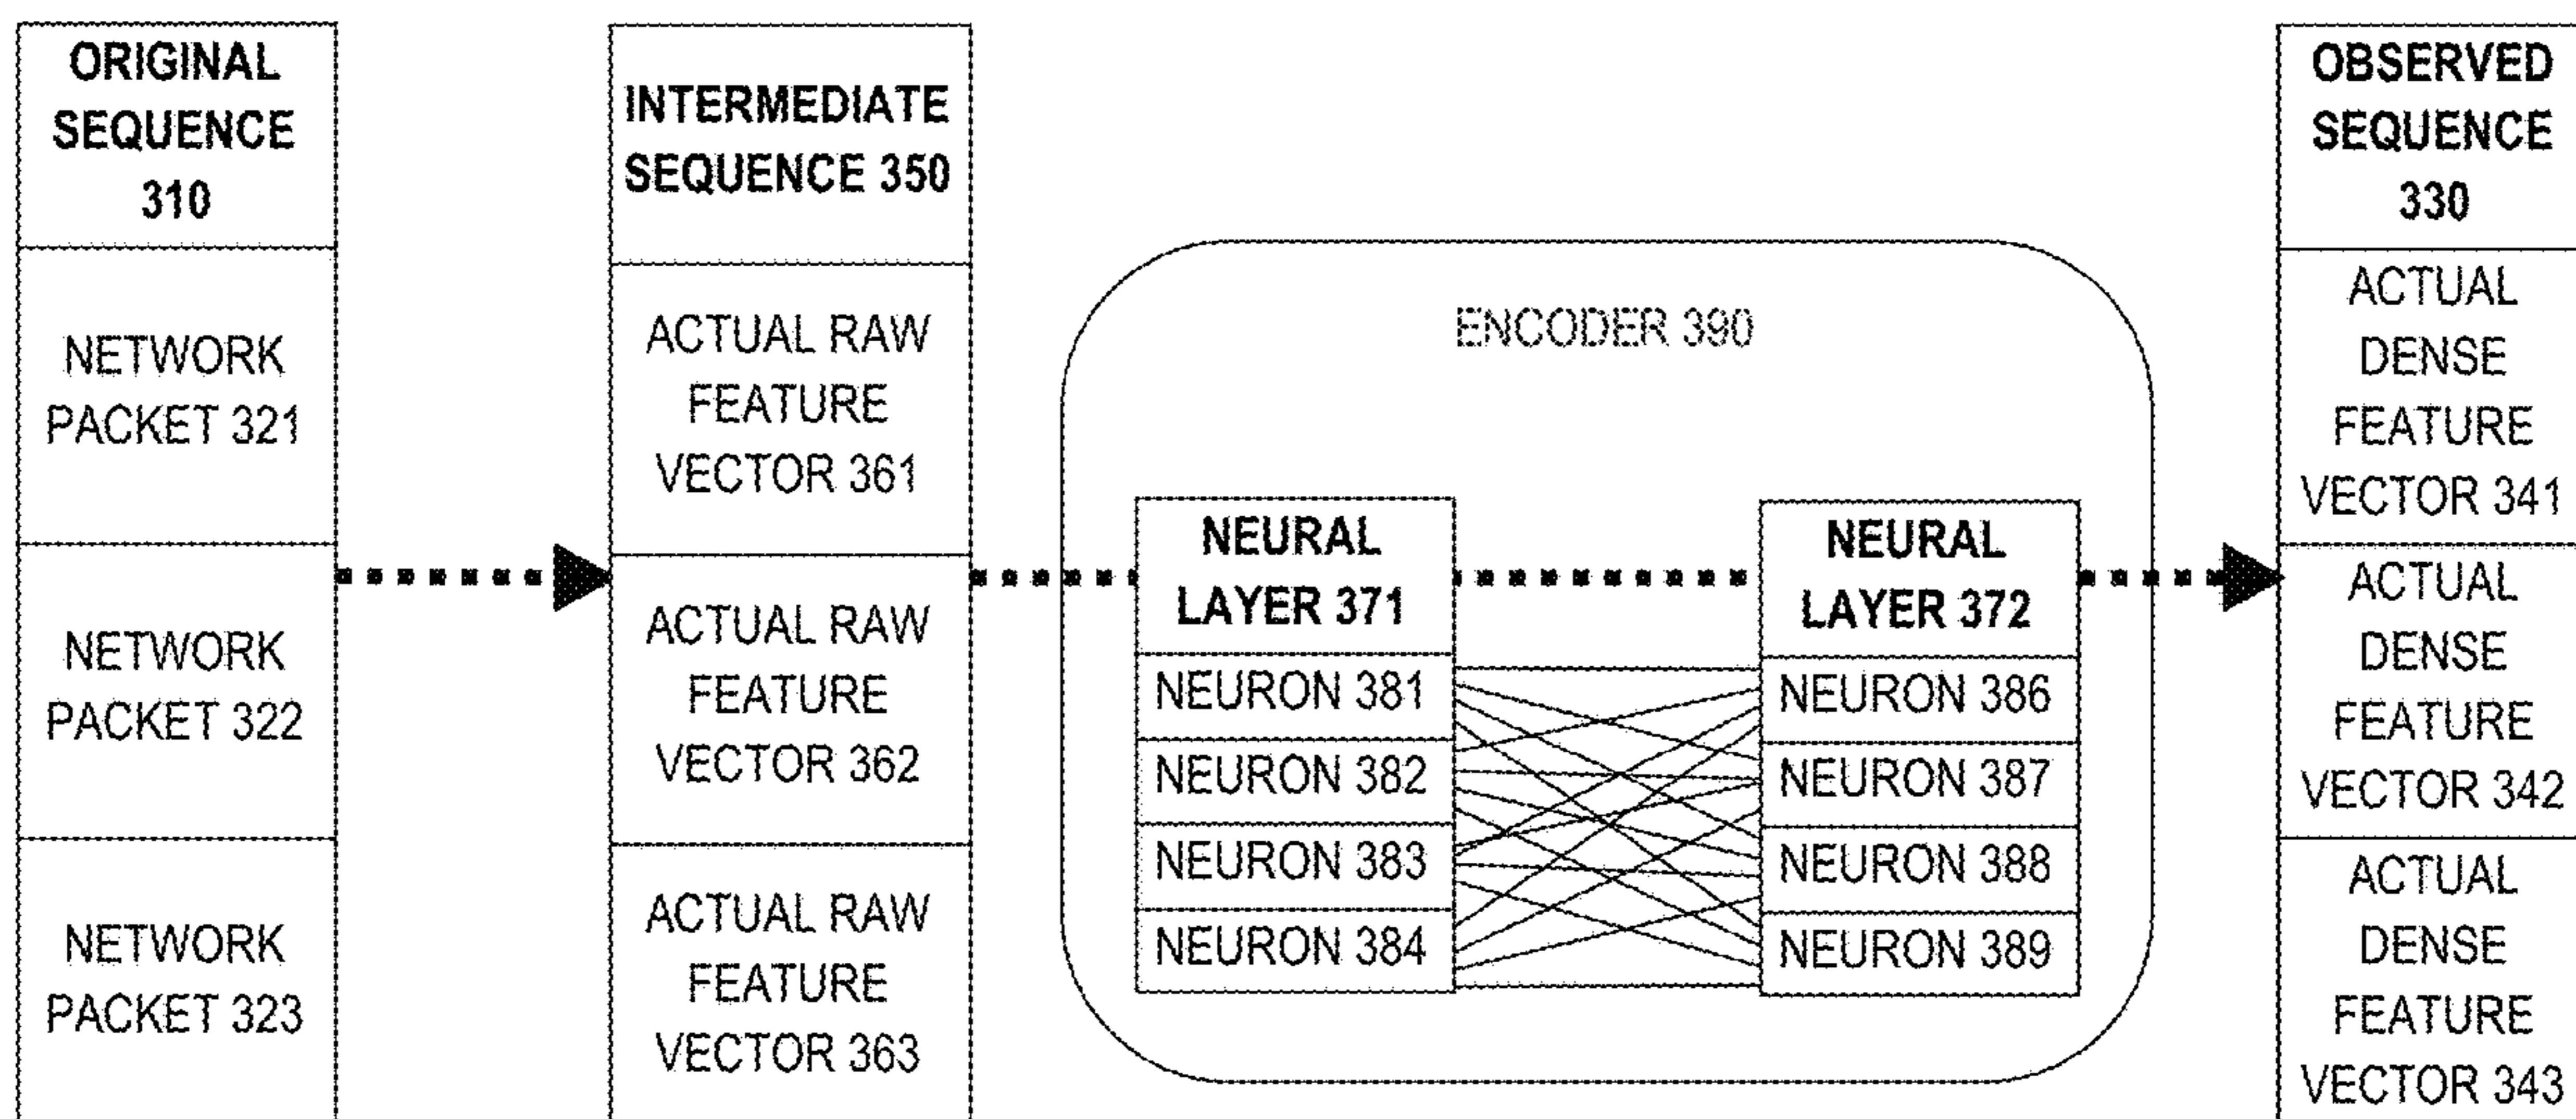 ORIGINAL
SEQUENCE
310
NETWORK
PACKET 321
NETWORK
PACKET 322
NETWORK
PACKET 323
INTERMEDIATE
SEQUENCE 350
ACTUAL RAW
FEATURE
VECTOR 361
ACTUAL RAW
FEATURE
VECTOR 362
ACTUAL RAW
FEATURE
VECTOR 363
ENCODER 390
NEURAL
LAYER 371
NEURON 381
NEURON 382
NEURON 383
NEURON 384
NEURAL
LAYER 372
NEURON 386
NEURON 387
NEURON 388
NEURON 389
OBSERVED
SEQUENCE
330
ACTUAL
DENSE
FEATURE
VECTOR 341
ACTUAL
DENSE
FEATURE
VECTOR 342
ACTUAL
DENSE
FEATURE
VECTOR 343